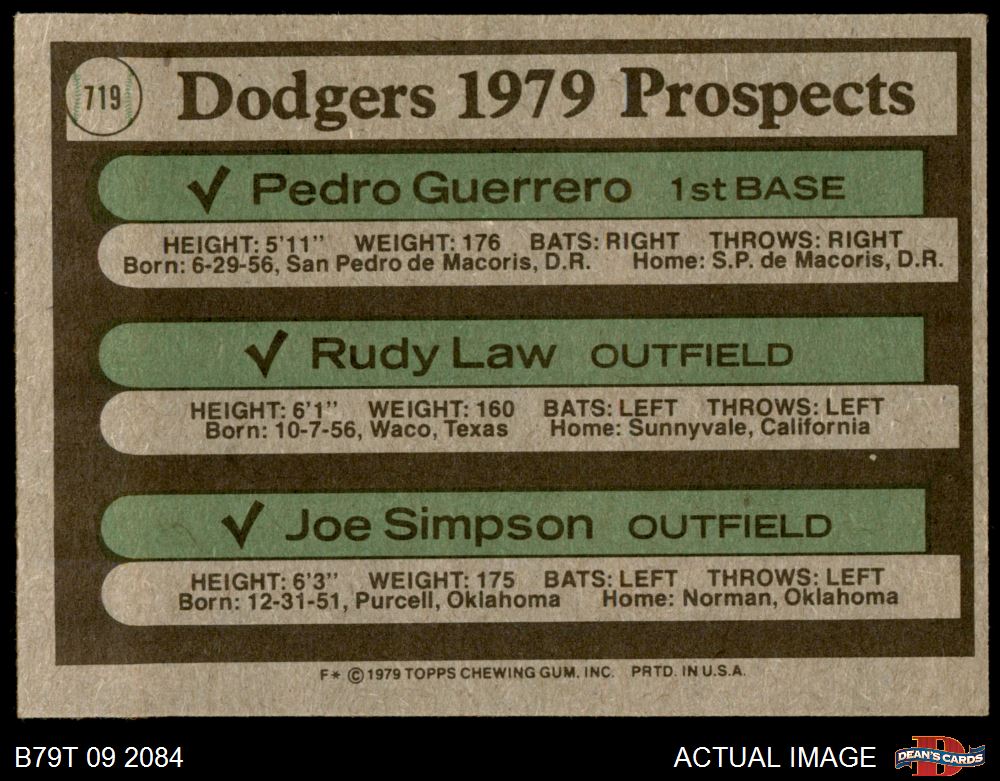 719 Dodgers 1979 Prospects
✓ Pedro Guerrero 1st BASE
HEIGHT: 5'11" WEIGHT: 176 BATS: RIGHT THROWS: RIGHT
Born: 6-29-56, San Pedro de Macoris, D.R. Home: S.P. de Macoris, D.R.
✓ Rudy Law OUTFIELD
HEIGHT: 6'1" WEIGHT: 160 BATS: LEFT THROWS: LEFT
Born: 10-7-56, Waco, Texas Home: Sunnyvale, California
✓ Joe Simpson OUTFIELD
HEIGHT: 6'3" WEIGHT: 175 BATS: LEFT THROWS: LEFT
Born: 12-31-51, Purcell, Oklahoma Home: Norman, Oklahoma
F* © 1979 TOPPS CHEWING GUM. INC. PRTD. IN U.S.A.
B79T 09 2084 ACTUAL IMAGE D DEAN'S CARDS